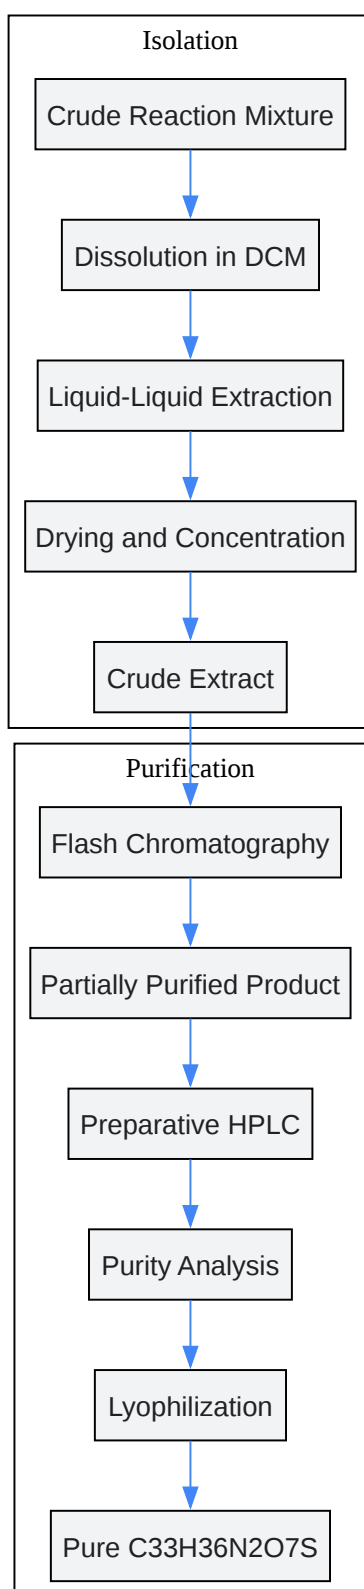 Isolation
Crude Reaction Mixture
Dissolution in DCM
Liquid-Liquid Extraction
Drying and Concentration
Crude Extract
Purification
Flash Chromatography
Partially Purified Product
Preparative HPLC
Purity Analysis
Lyophilization
Pure C33H36N2O7S